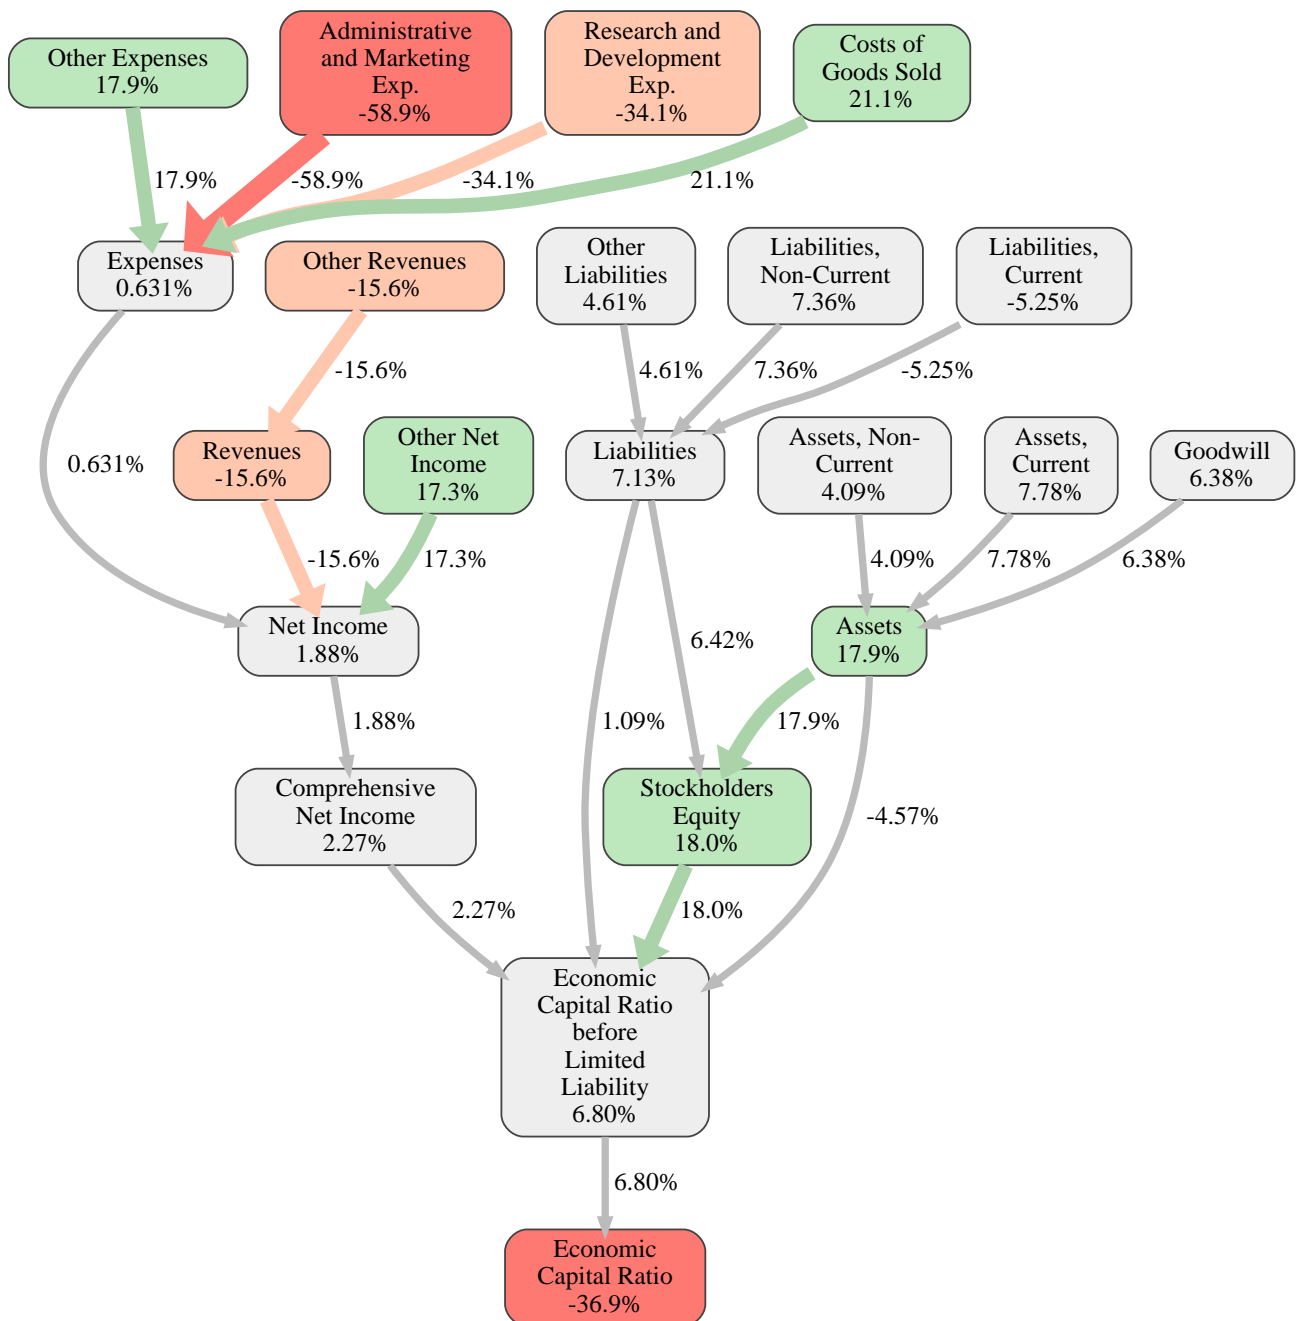 Other Expenses
17.9%
Administrative
and Marketing
Exp.
-58.9%
Research and
Development
Exp.
-34.1%
Costs of
Goods Sold
21.1%
17.9%
-58.9%
-34.1%
21.1%
Expenses
0.631%
Other Revenues
-15.6%
Other
Liabilities
4.61%
Liabilities,
Non-Current
7.36%
Liabilities,
Current
-5.25%
-15.6%
4.61%
7.36%
-5.25%
0.631%
Revenues
-15.6%
Other Net
Income
17.3%
Liabilities
7.13%
Assets, Non-
Current
4.09%
Assets,
Current
7.78%
Goodwill
6.38%
-15.6%
17.3%
4.09%
7.78%
6.38%
Net Income
1.88%
6.42%
Assets
17.9%
1.88%
1.09%
17.9%
Comprehensive
Net Income
2.27%
Stockholders
Equity
18.0%
-4.57%
2.27%
18.0%
Economic
Capital Ratio
before
Limited
Liability
6.80%
6.80%
Economic
Capital Ratio
-36.9%